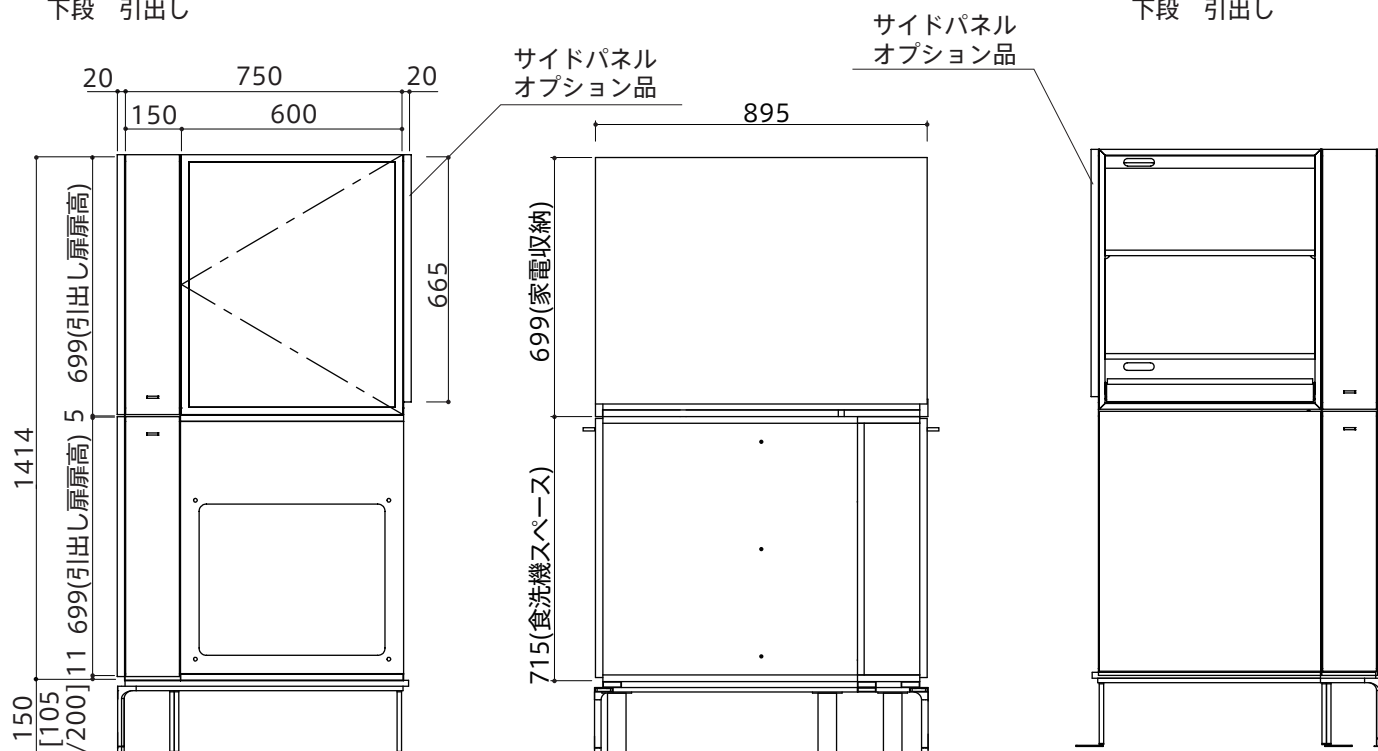 下段　引出し
下段　引出し
サイドパネル
オプション品
サイドパネル
オプション品
20
750
20
150
600
895
699(引出し扉扉高)
665
699(家電収納)
5
1414
699(引出し扉扉高)
715(食洗機スペース)
11
150
[105
/200]